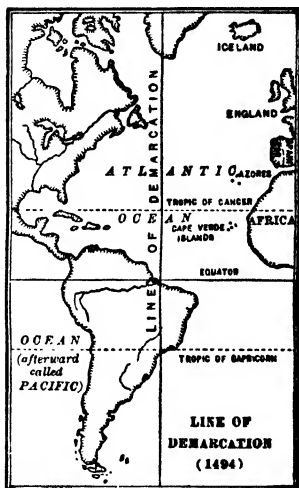 ICELAND
ENGLAND
ATLANTIC
AZORES
TROPIC OF CANCER
OCEAN
AFRICA
CAPE VERDE
ISLANDS
LINE OF DEMARCATION
EQUATOR
OCEAN
(afterward
called
PACIFIC)
TROPIC OF CAPRICORN
LINE OF
DEMARCATION
(1494)